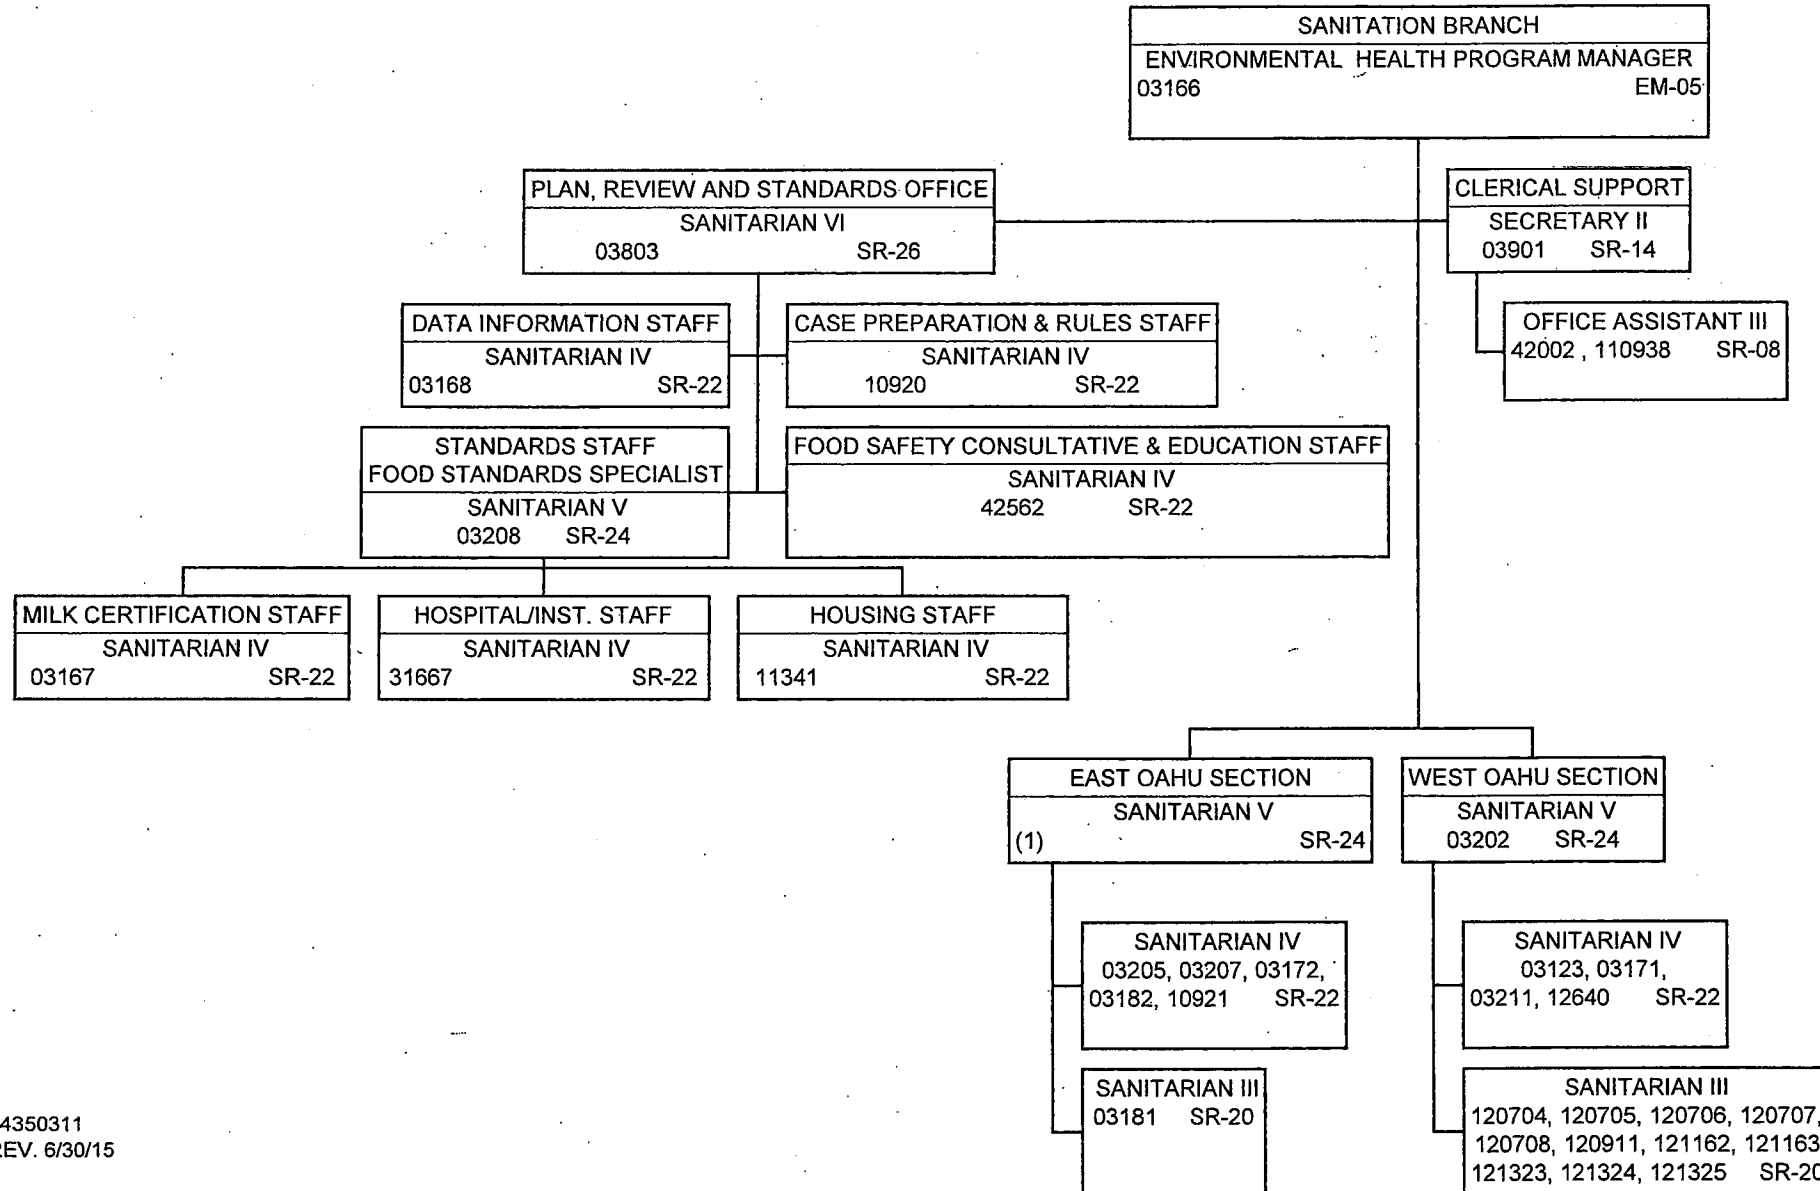 SANITATION BRANCH
ENVIRONMENTAL HEALTH PROGRAM MANAGER
03166 EM-05
PLAN, REVIEW AND STANDARDS OFFICE
SANITARIAN VI
03803 SR-26
CLERICAL SUPPORT
SECRETARY II
03901 SR-14
OFFICE ASSISTANT III
42002 , 110938 SR-08
DATA INFORMATION STAFF
SANITARIAN IV
03168 SR-22
CASE PREPARATION & RULES STAFF
SANITARIAN IV
10920 SR-22
STANDARDS STAFF
FOOD STANDARDS SPECIALIST
SANITARIAN V
03208 SR-24
FOOD SAFETY CONSULTATIVE & EDUCATION STAFF
SANITARIAN IV
42562 SR-22
MILK CERTIFICATION STAFF
SANITARIAN IV
03167 SR-22
HOSPITAL/INST. STAFF
SANITARIAN IV
31667 SR-22
HOUSING STAFF
SANITARIAN IV
11341 SR-22
EAST OAHU SECTION
SANITARIAN V
(1) SR-24
WEST OAHU SECTION
SANITARIAN V
03202 SR-24
SANITARIAN IV
03205, 03207, 03172,
03182, 10921 SR-22
SANITARIAN IV
03123, 03171,
03211, 12640 SR-22
SANITARIAN III
03181 SR-20
SANITARIAN III
120704, 120705, 120706, 120707,
120708, 120911, 121162, 121163
121323, 121324, 121325 SR-20
4350311
REV. 6/30/15